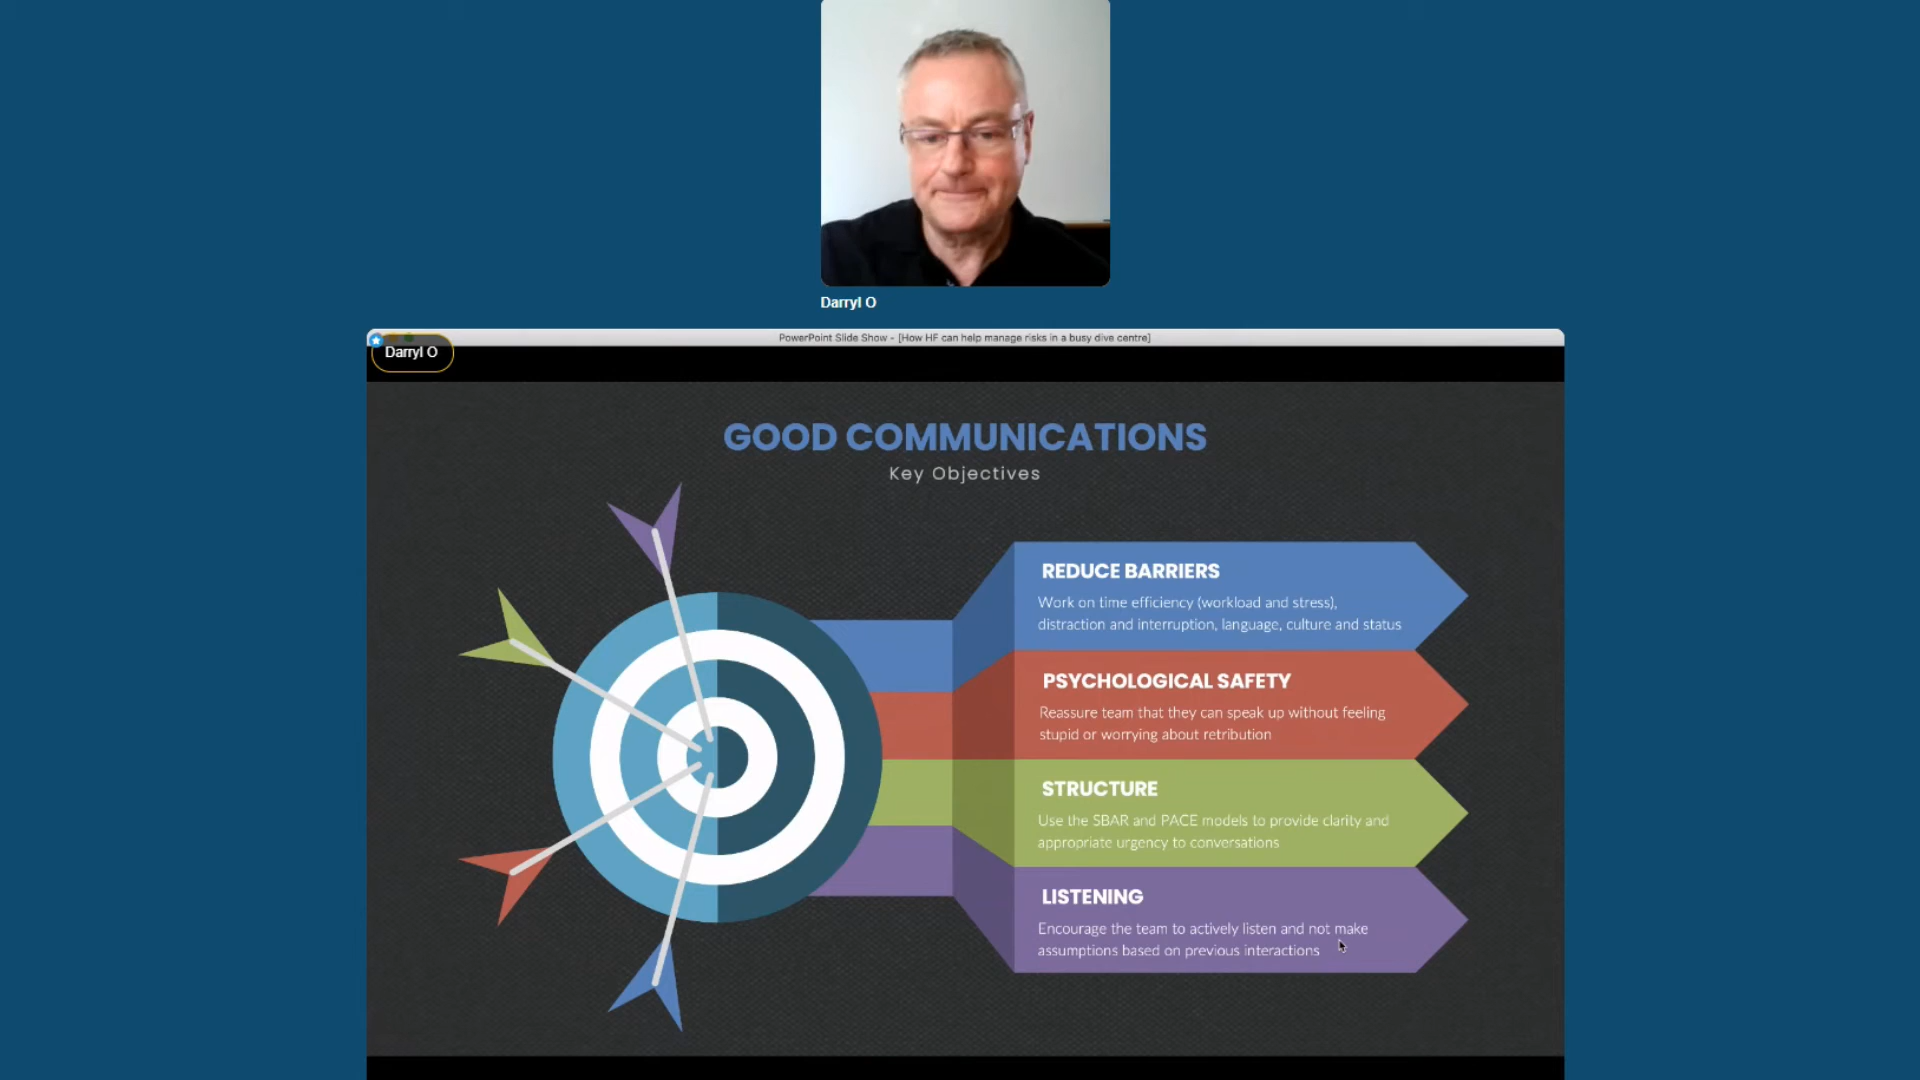 Darryl O
PowerPoint Slide Show - [How HF can help manage risks in a busy dive centre]
Darryl O
GOOD COMMUNICATIONS
Key Objectives
REDUCE BARRIERS
Work on time efficiency (workload and stress),
distraction and interruption, language, culture and status
PSYCHOLOGICAL SAFETY
Reassure team that they can speak up without feeling
stupid or worrying about retribution
STRUCTURE
Use the SBAR and PACE models to provide clarity and
appropriate urgency to conversations
LISTENING
Encourage the team to actively listen and not make
assumptions based on previous interactions